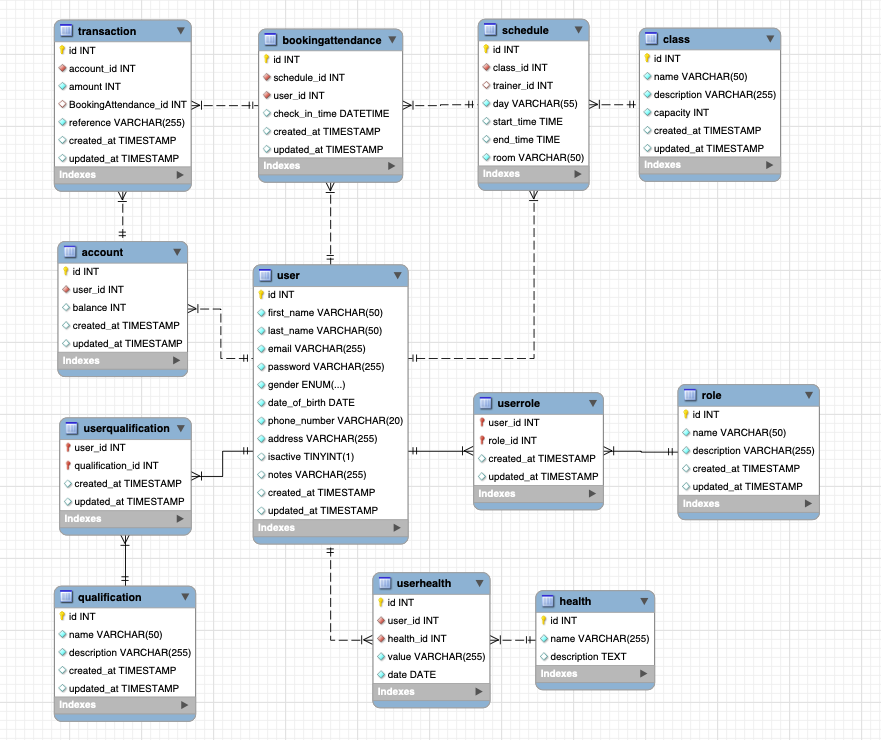 transaction
id INT
account_id INT
amount INT
BookingAttendance_id INT
reference VARCHAR(255)
created_at TIMESTAMP
updated_at TIMESTAMP
Indexes
bookingattendance
id INT
schedule_id INT
user_id INT
check_in_time DATETIME
created_at TIMESTAMP
updated_at TIMESTAMP
Indexes
schedule
id INT
class_id INT
trainer_id INT
day VARCHAR(55)
start_time TIME
end_time TIME
room VARCHAR(50)
Indexes
class
id INT
name VARCHAR(50)
description VARCHAR(255)
capacity INT
created_at TIMESTAMP
updated_at TIMESTAMP
Indexes
account
id INT
user_id INT
balance INT
created_at TIMESTAMP
updated_at TIMESTAMP
Indexes
user
id INT
first_name VARCHAR(50)
last_name VARCHAR(50)
email VARCHAR(255)
password VARCHAR(255)
gender ENUM(...)
date_of_birth DATE
phone_number VARCHAR(20)
address VARCHAR(255)
isactive TINYINT(1)
notes VARCHAR(255)
created_at TIMESTAMP
updated_at TIMESTAMP
Indexes
userrole
user_id INT
role_id INT
created_at TIMESTAMP
updated_at TIMESTAMP
Indexes
role
id INT
name VARCHAR(50)
description VARCHAR(255)
created_at TIMESTAMP
updated_at TIMESTAMP
Indexes
userqualification
user_id INT
qualification_id INT
created_at TIMESTAMP
updated_at TIMESTAMP
Indexes
qualification
id INT
name VARCHAR(50)
description VARCHAR(255)
created_at TIMESTAMP
updated_at TIMESTAMP
Indexes
userhealth
id INT
user_id INT
health_id INT
value VARCHAR(255)
date DATE
Indexes
health
id INT
name VARCHAR(255)
description TEXT
Indexes